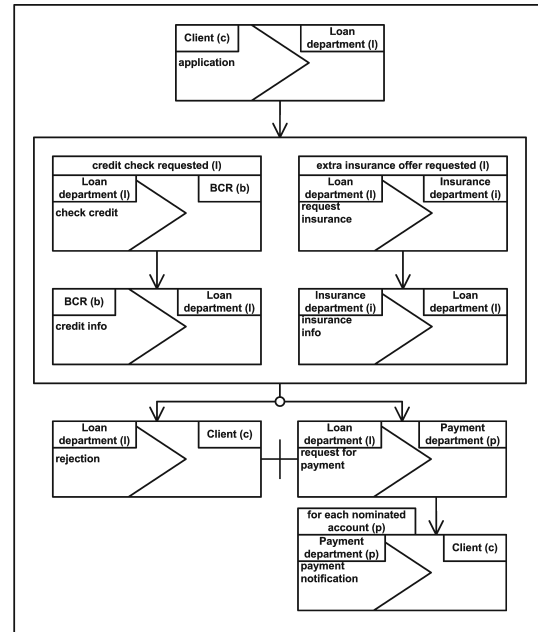 Client (c)
Loan
department (l)
application
credit check requested (l)
Loan
department (l)
BCR (b)
check credit
extra insurance offer requested (l)
Loan
department (l)
Insurance
department (i)
request
insurance
BCR (b)
Loan
department (l)
credit info
Insurance
department (i)
Loan
department (l)
insurance
info
Loan
department (l)
Client (c)
rejection
Loan
department (l)
Payment
department (p)
request for
payment
for each nominated
account (p)
Payment
department (p)
Client (c)
payment
notification